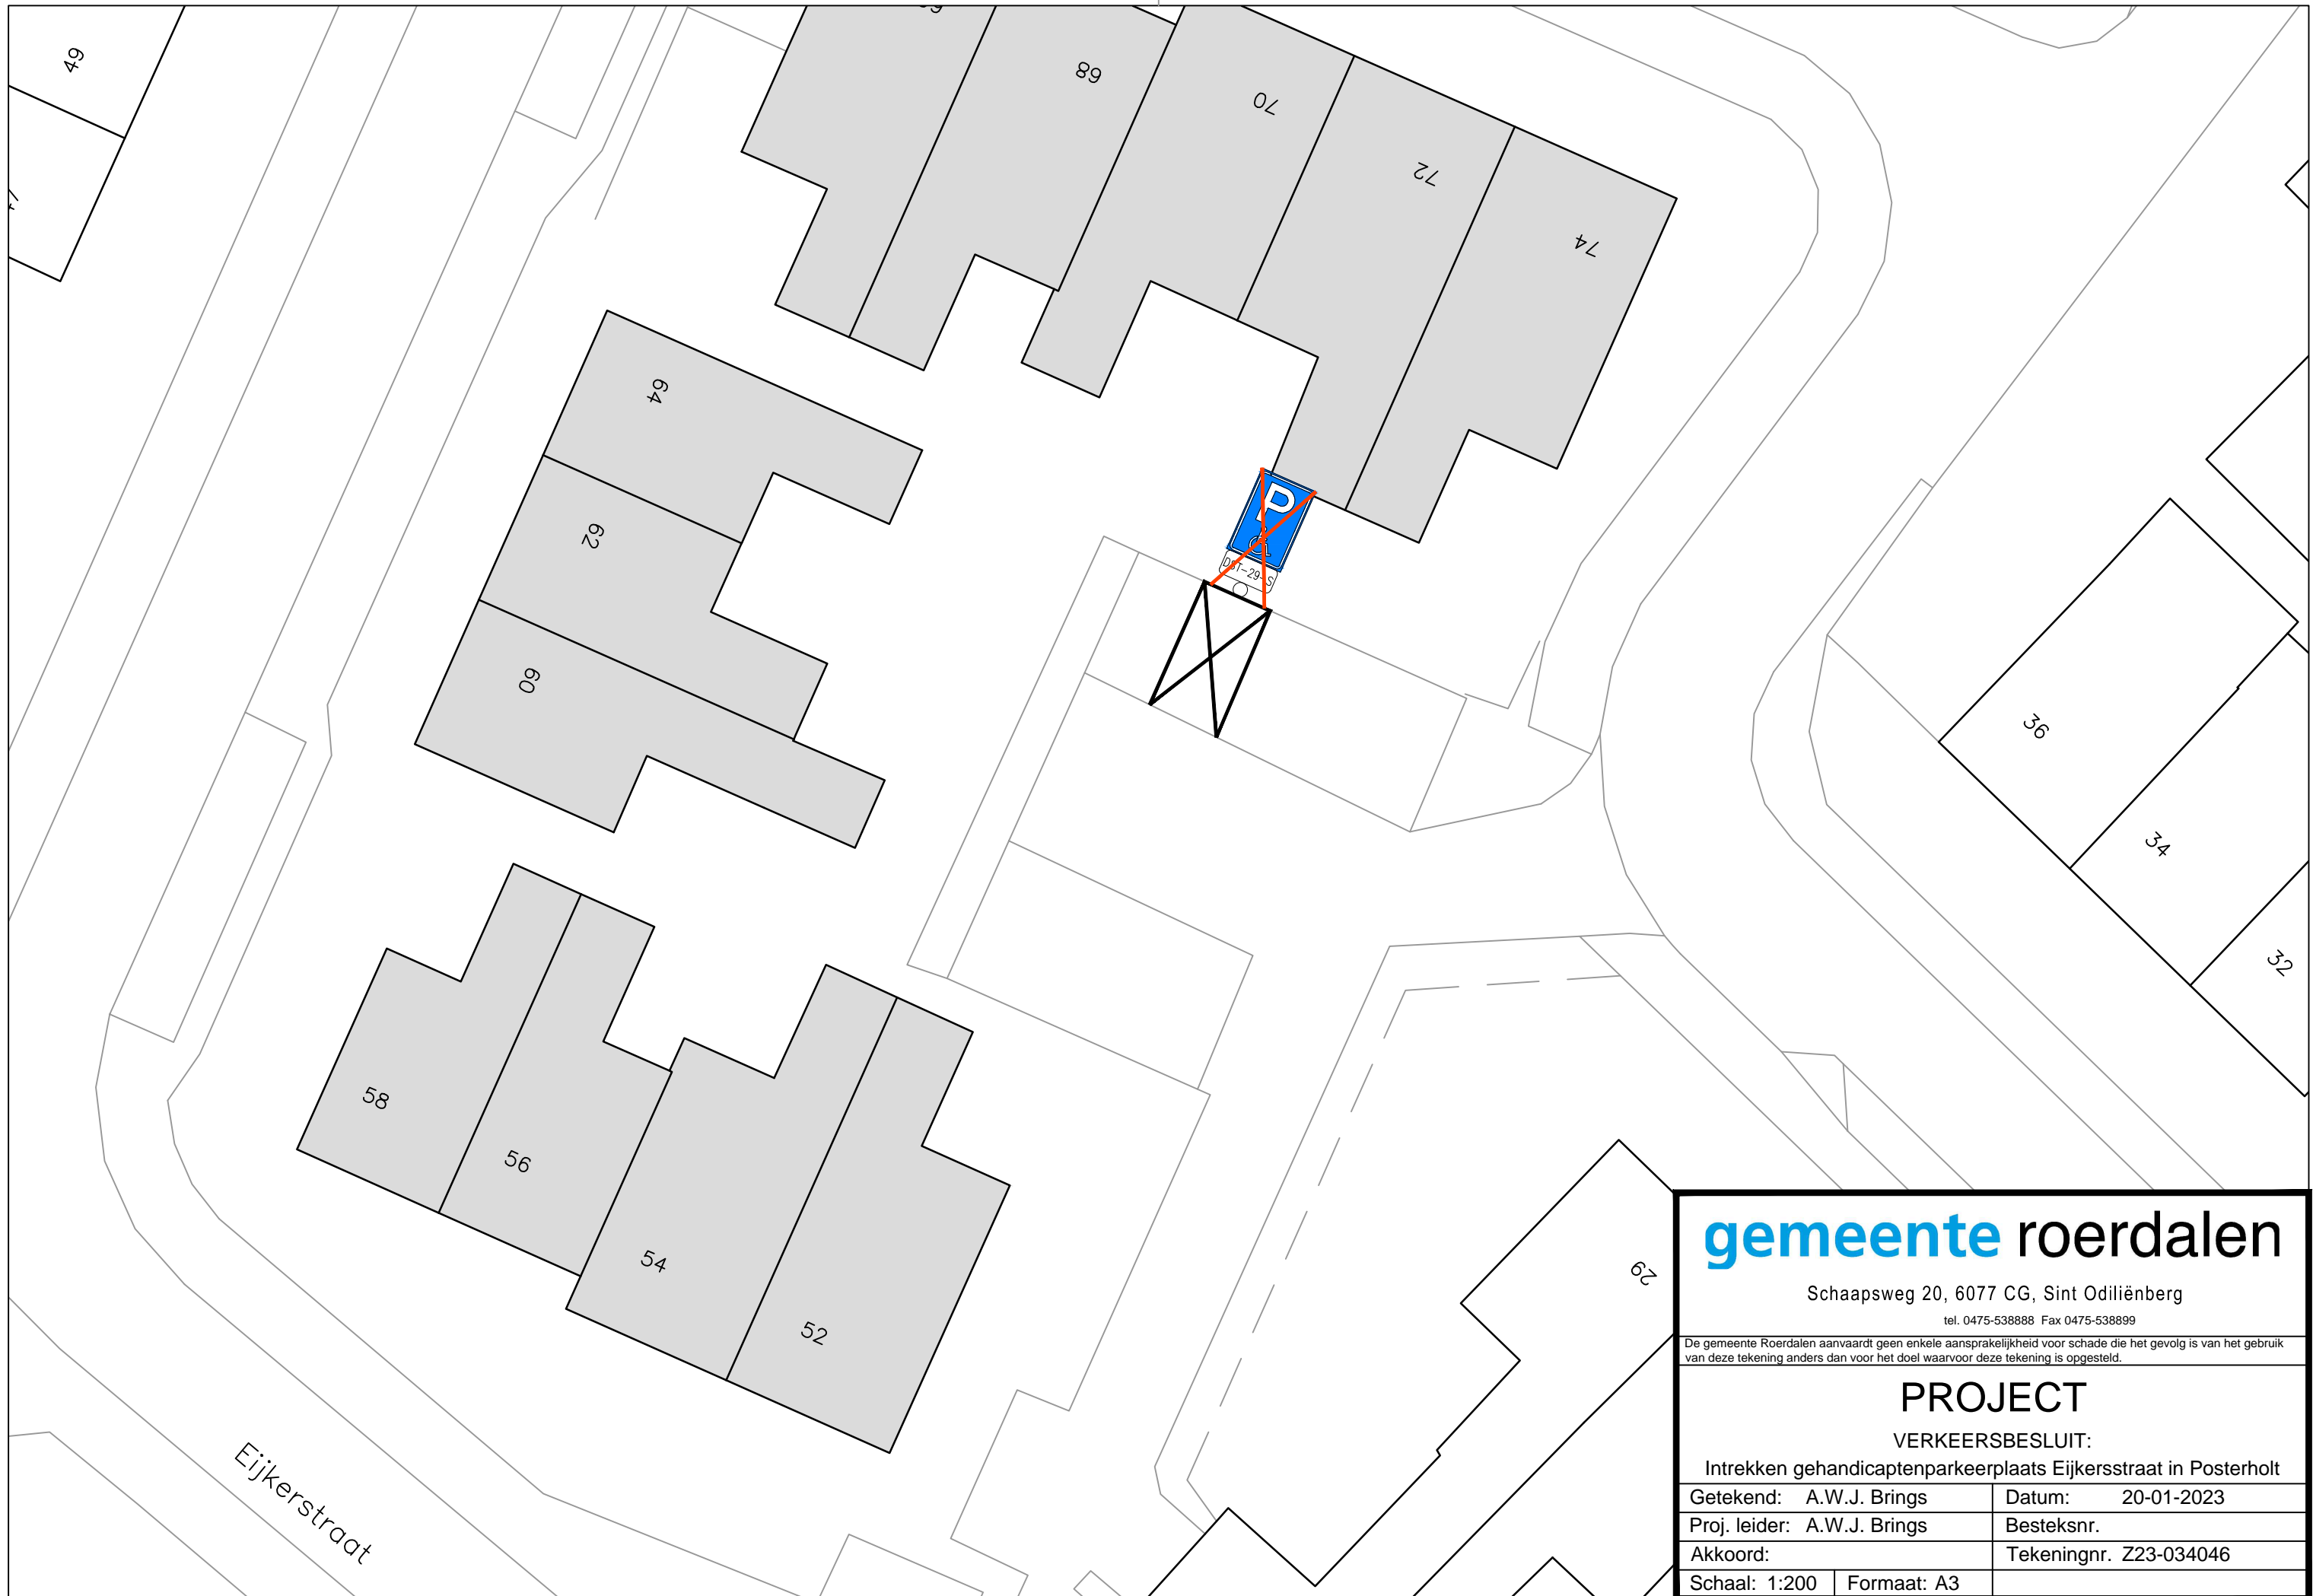 49
68
70
72
74
64
62
60
P
36
34
32
58
56
54
52
29
Eijkerstraat
gemeente roerdalen
Schaapsweg 20, 6077 CG, Sint Odiliënberg
tel. 0475-538888 Fax 0475-538899
De gemeente Roerdalen aanvaardt geen enkele aansprakelijkheid voor schade die het gevolg is van het gebruik
van deze tekening anders dan voor het doel waarvoor deze tekening is opgesteld.
PROJECT
VERKEERSBESLUIT:
Intrekken gehandicaptenparkeerplaats Eijkersstraat in Posterholt
Getekend: A.W.J. Brings Datum: 20-01-2023
Proj. leider: A.W.J. Brings Besteksnr.
Akkoord: Tekeningnr. Z23-034046
Schaal: 1:200 Formaat: A3